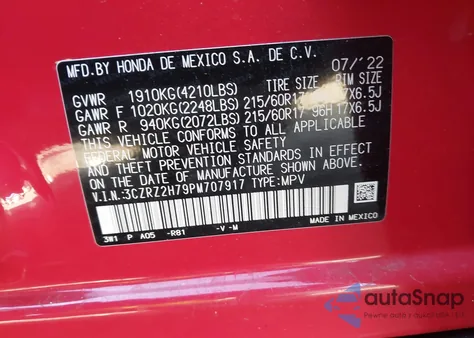 MFD.BY HONDA DE MEXICO S.A. DE C.V. 07/'22
TIRE SIZE RIM SIZE
GVWR 1910KG(4210LBS)
GAWR F 1020KG(2248LBS) 215/60R17 96H 17X6.5J
GAWR R 940KG(2072LBS) 215/60R17 96H 17X6.5J
THIS VEHICLE CONFORMS TO ALL APPLICABLE
FEDERAL MOTOR VEHICLE SAFETY
AND THEFT PREVENTION STANDARDS IN EFFECT
ON THE DATE OF MANUFACTURE SHOWN ABOVE.
V.I.N.3CZRZ2H79PM707917 TYPE:MPV
3W1 P A05 -R81 -V-M MADE IN MEXICO
autoSnap